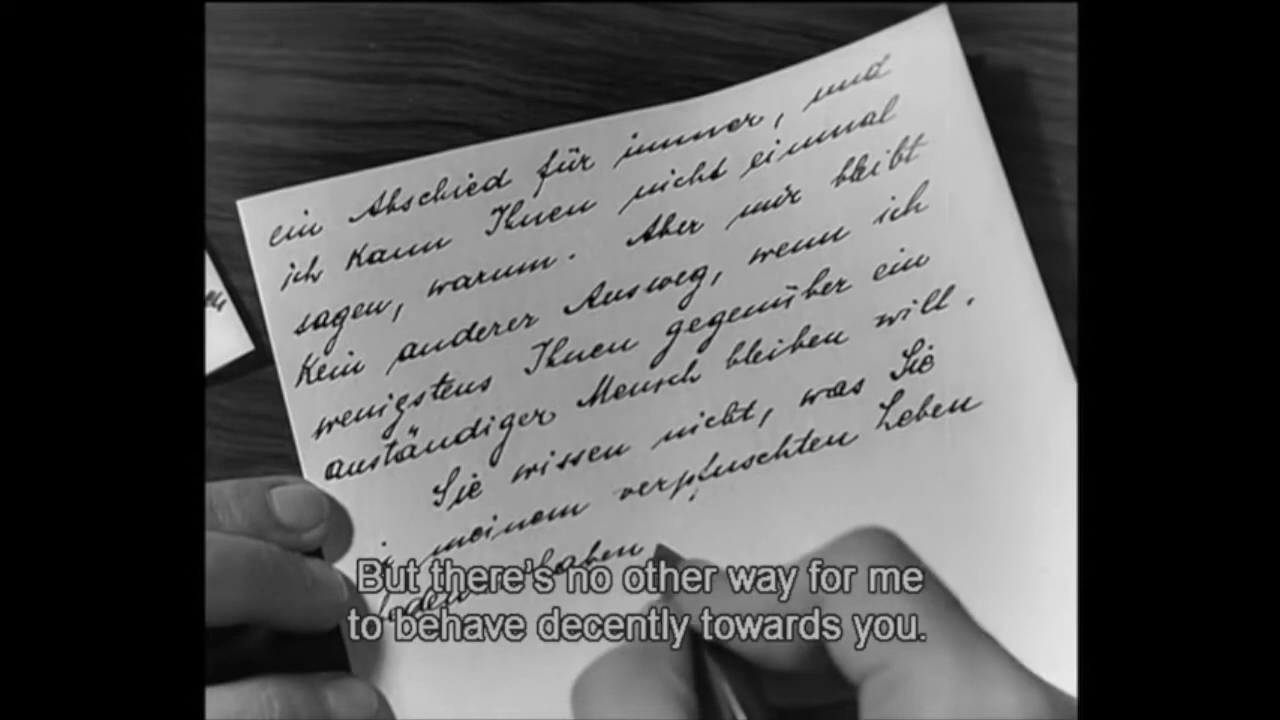 ein Abschied für immer, und
ich kann Ihnen nicht einmal
sagen, warum. Aber mir bleibt
kein anderer Ausweg, wenn ich
wenigstens Ihnen gegenüber ein
anständiger Mensch bleiben will.
Sie wissen nicht, was Sie
meinem verpfuschten Leben
haben
But there's no other way for me
to behave decently towards you.